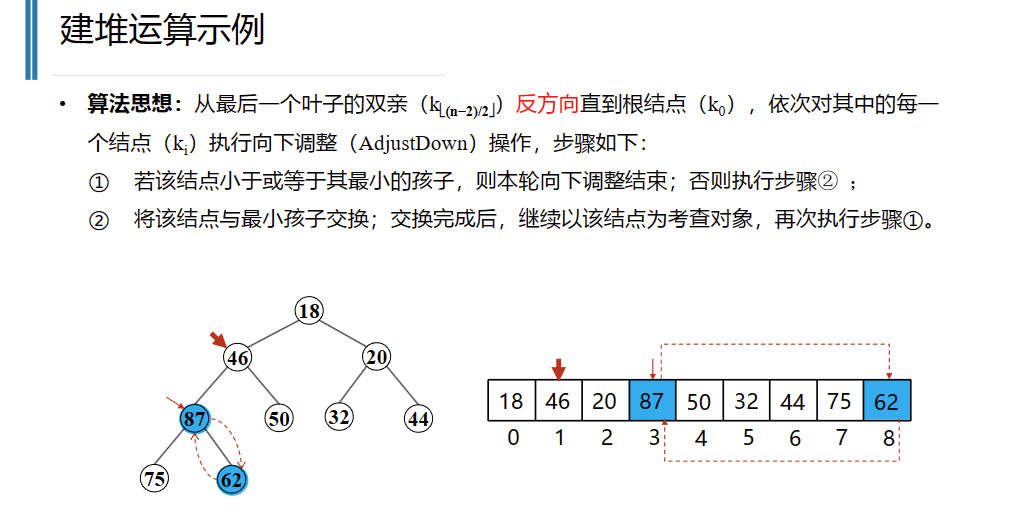 建堆运算示例
• 算法思想：从最后一个叶子的双亲（k⌊(n−2)/2⌋）反方向直到根结点（k0），依次对其中的每一
个结点（ki）执行向下调整（AdjustDown）操作，步骤如下：
① 若该结点小于或等于其最小的孩子，则本轮向下调整结束；否则执行步骤②；
② 将该结点与最小孩子交换；交换完成后，继续以该结点为考查对象，再次执行步骤①。
18
46 20
87 50 32 44
75 62
18 46 20 87 50 32 44 75 62
0 1 2 3 4 5 6 7 8